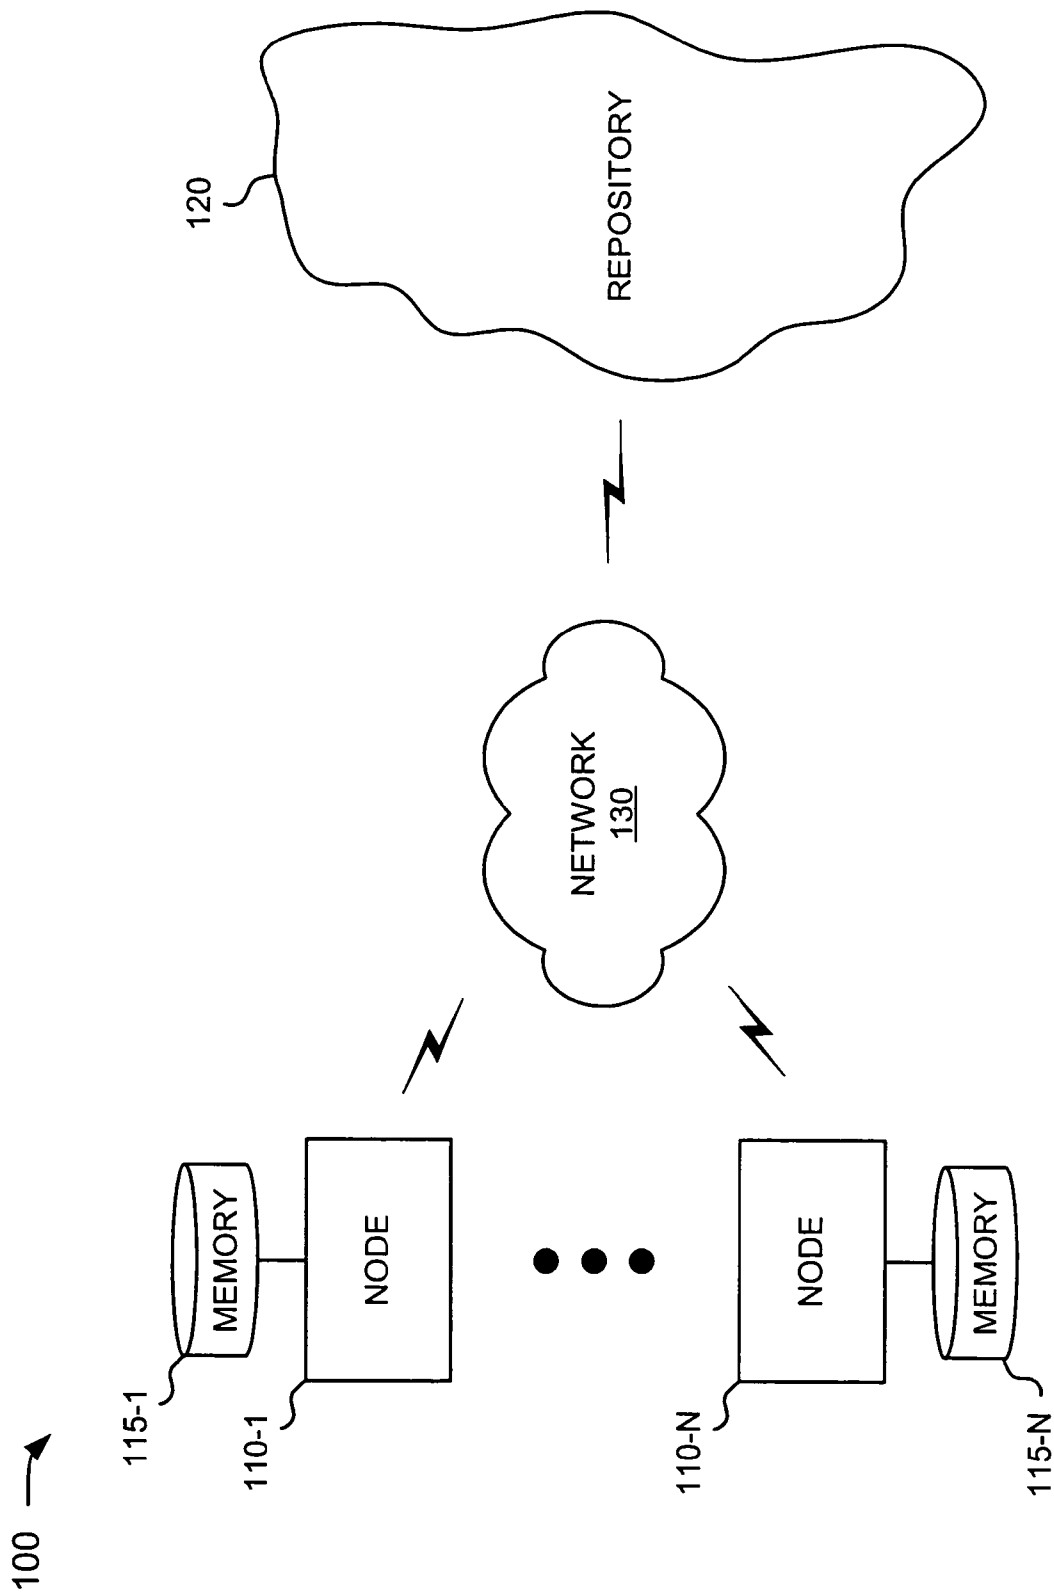 100
115-1
MEMORY
110-1
NODE
110-N
NODE
115-N
MEMORY
NETWORK
130
120
REPOSITORY